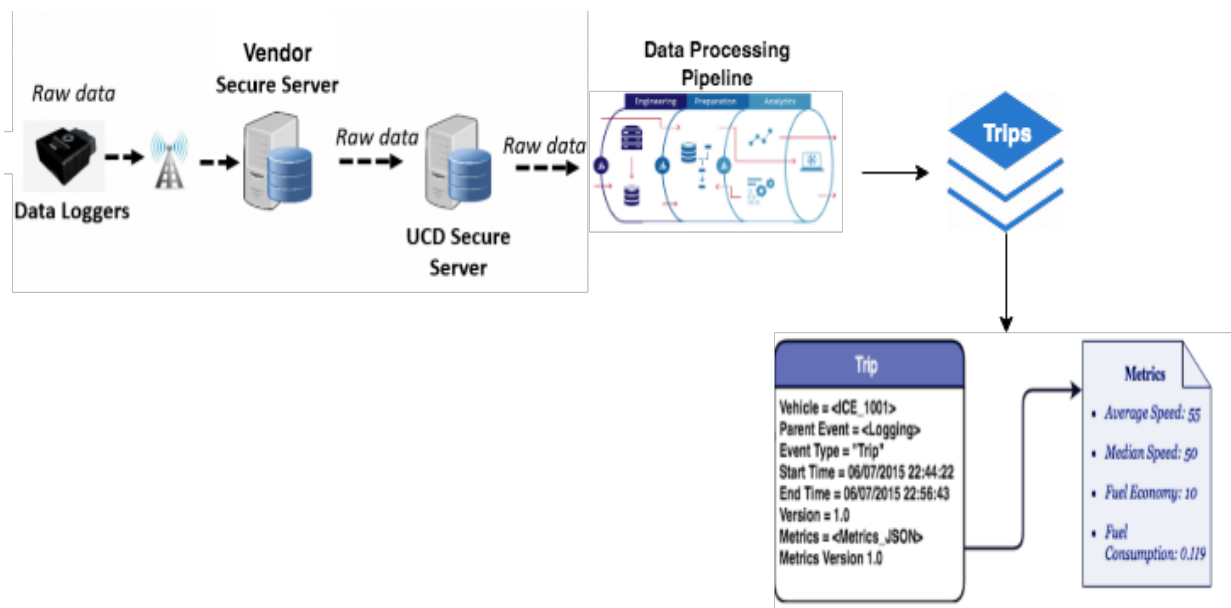 Raw data
Data Loggers
Vendor
Secure Server
Raw data
UCD Secure
Server
Raw data
Data Processing
Pipeline
Engineering
Preparation
Analytics
Trips
Trip
Vehicle = <ICE_1001>
Parent Event = <Logging>
Event Type = "Trip"
Start Time = 06/07/2015 22:44:22
End Time = 06/07/2015 22:56:43
Version = 1.0
Metrics = <Metrics_JSON>
Metrics Version 1.0
Metrics
• Average Speed: 55
• Median Speed: 50
• Fuel Economy: 10
• Fuel
Consumption: 0.119